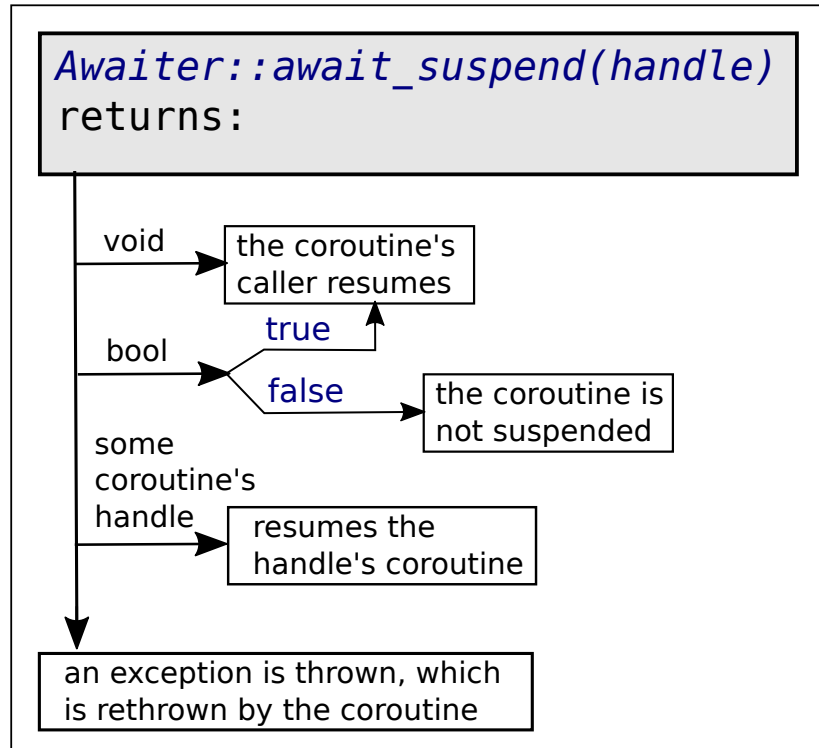 Awaiter::await_suspend(handle)
returns:
void
the coroutine's
caller resumes
true
bool
false
the coroutine is
not suspended
some
coroutine's
handle
resumes the
handle's coroutine
an exception is thrown, which
is rethrown by the coroutine